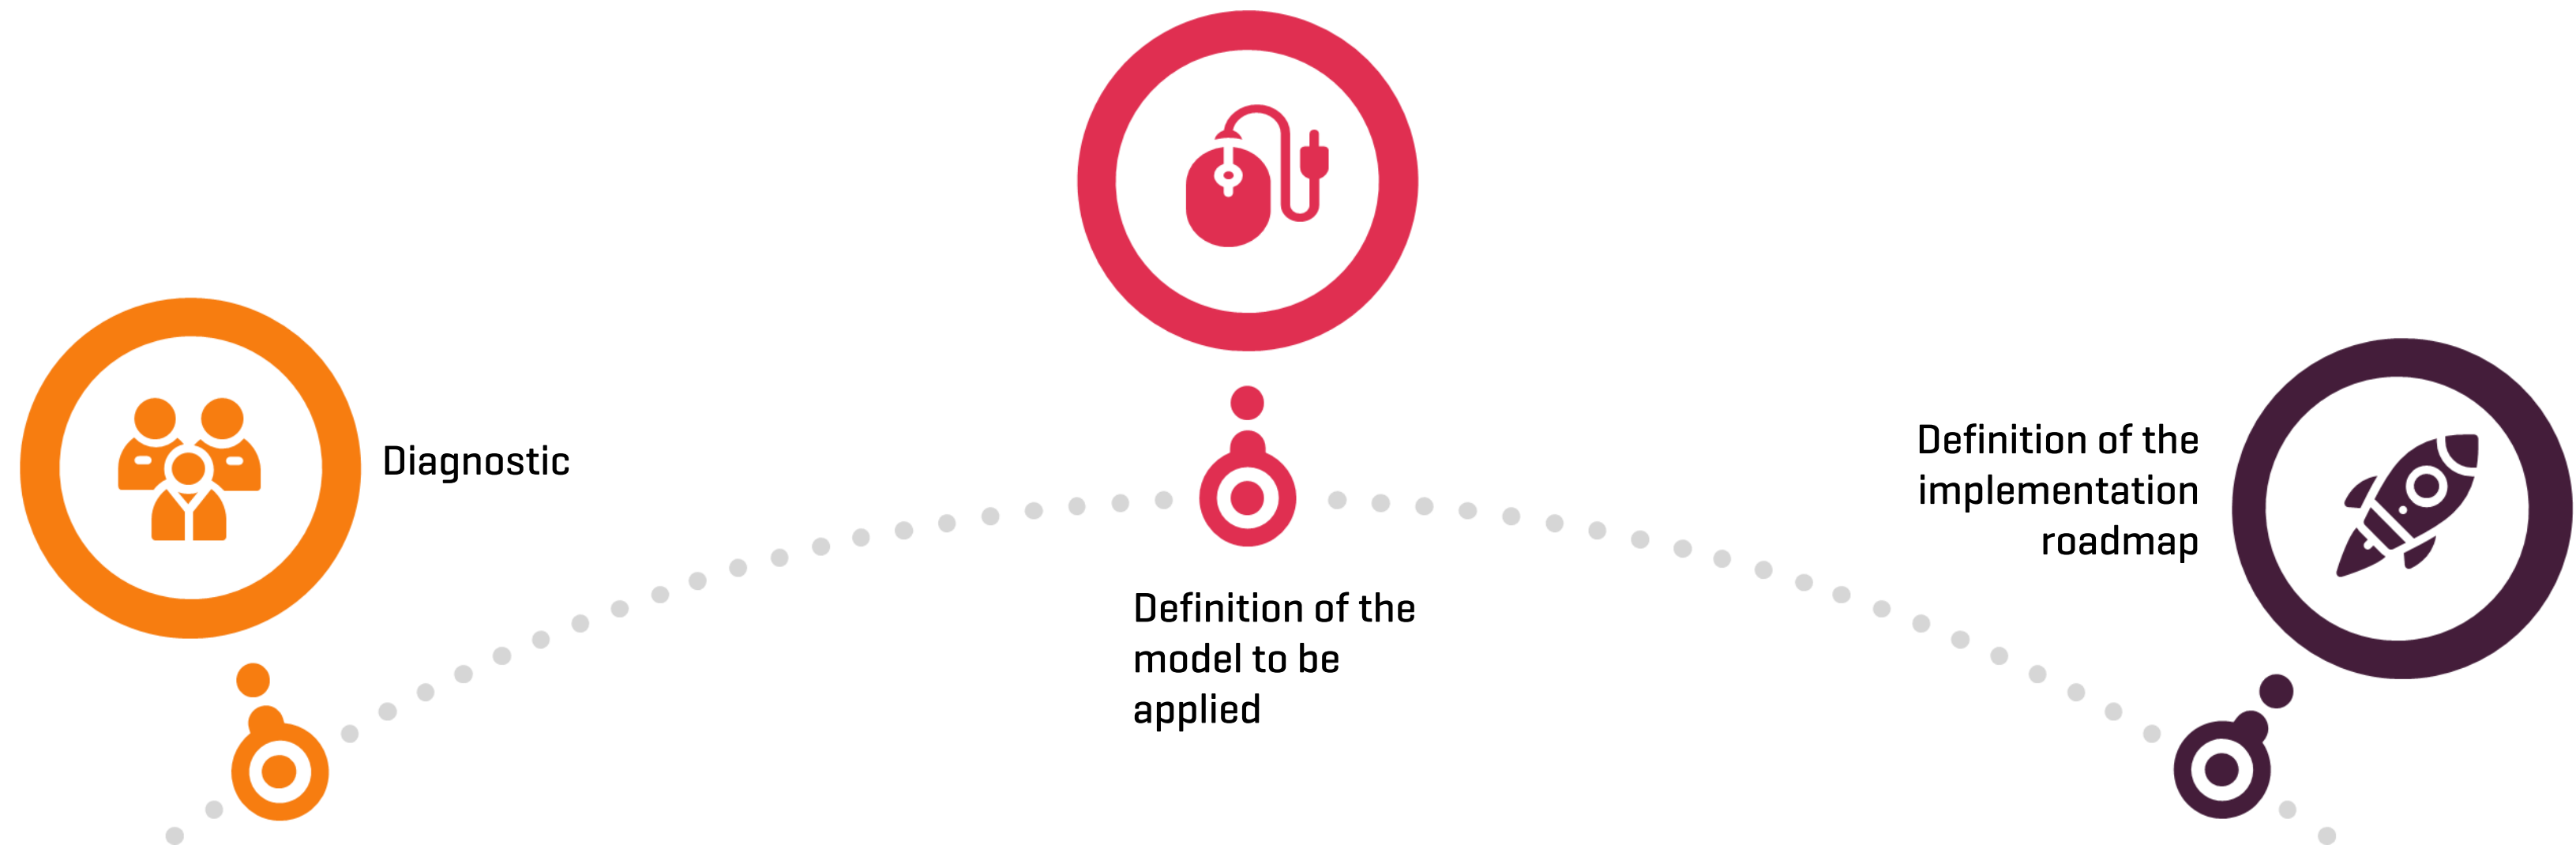 Diagnostic
Definition of the
model to be
applied
Definition of the
implementation
roadmap